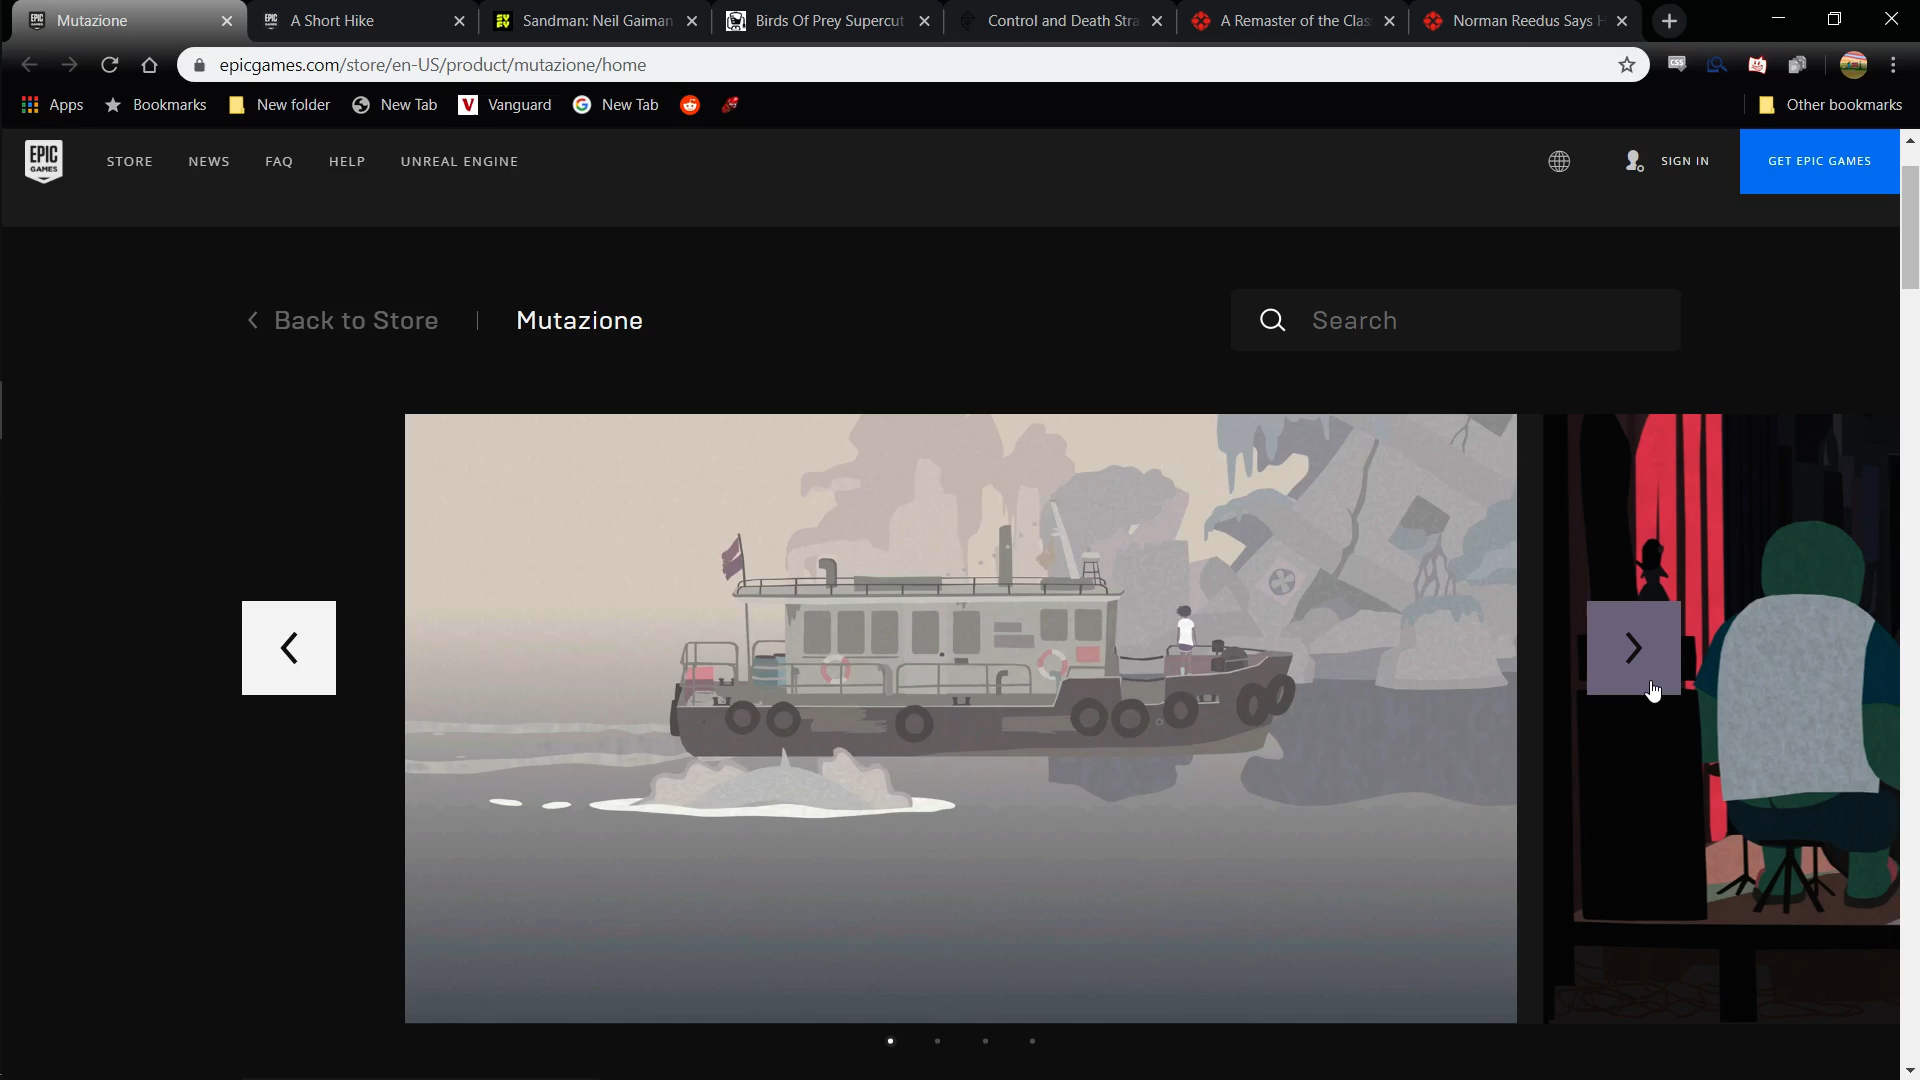 Mutazione
A Short Hike
Sandman: Neil Gaiman
Birds Of Prey Supercut
Control and Death Stra
A Remaster of the Clas
Norman Reedus Says H
epicgames.com/store/en-US/product/mutazione/home
CSS
Apps
Bookmarks
New folder
New Tab
Vanguard
New Tab
Other bookmarks
EPIC
GAMES
STORE
NEWS
FAQ
HELP
UNREAL ENGINE
SIGN IN
GET EPIC GAMES
Back to Store
Mutazione
Search